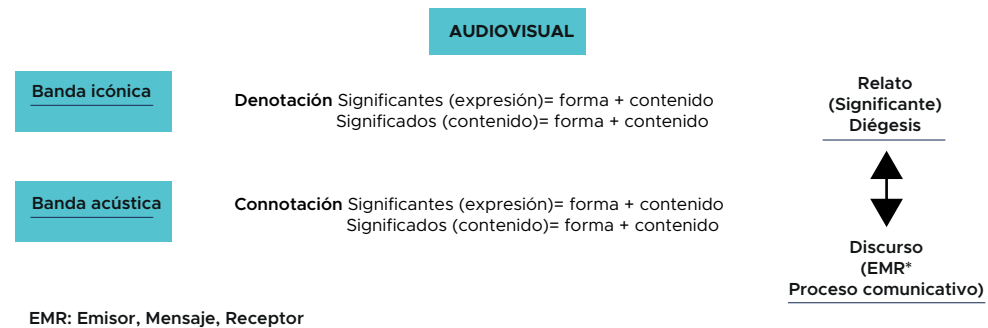 AUDIOVISUAL
Banda icónica
Denotación Significantes (expresión)= forma + contenido
Significados (contenido)= forma + contenido
Relato
(Significante)
Diégesis
Banda acústica
Connotación Significantes (expresión)= forma + contenido
Significados (contenido)= forma + contenido
Discurso
(EMR*
Proceso comunicativo)
EMR: Emisor, Mensaje, Receptor